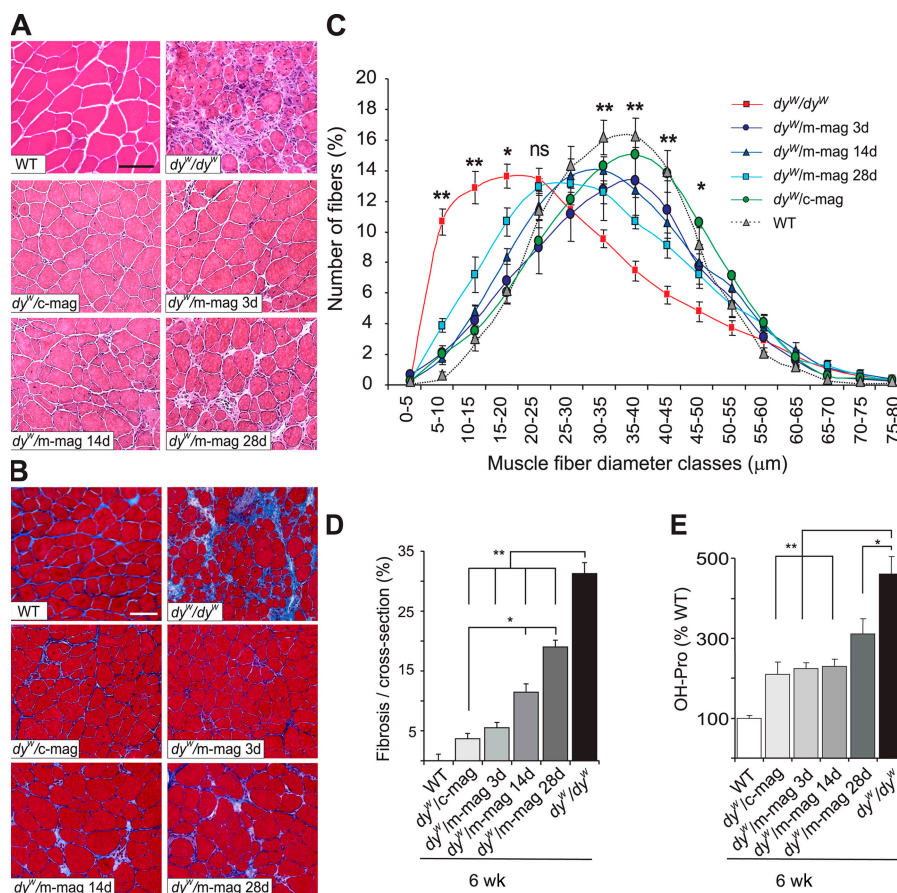 A
WT
dyᵂ/dyᵂ
dyᵂ/c-mag
dyᵂ/m-mag 3d
dyᵂ/m-mag 14d
dyᵂ/m-mag 28d
B
WT
dyᵂ/dyᵂ
dyᵂ/c-mag
dyᵂ/m-mag 3d
dyᵂ/m-mag 14d
dyᵂ/m-mag 28d
C
Number of fibers (%)
20
18
16
14
12
10
8
6
4
2
0
** ** * ns ** ** ** *
dyᵂ/dyᵂ
dyᵂ/m-mag 3d
dyᵂ/m-mag 14d
dyᵂ/m-mag 28d
dyᵂ/c-mag
WT
0-5 5-10 10-15 15-20 20-25 25-30 30-35 35-40 40-45 45-50 50-55 55-60 60-65 65-70 70-75 75-80
Muscle fiber diameter classes (μm)
D
Fibrosis / cross-section (%)
35
25
15
5
**
*
WT
dyᵂ/c-mag
dyᵂ/m-mag 3d
dyᵂ/m-mag 14d
dyᵂ/m-mag 28d
dyᵂ/dyᵂ
6 wk
E
OH-Pro (% WT)
500
300
100
**
*
WT
dyᵂ/c-mag
dyᵂ/m-mag 3d
dyᵂ/m-mag 14d
dyᵂ/m-mag 28d
dyᵂ/dyᵂ
6 wk